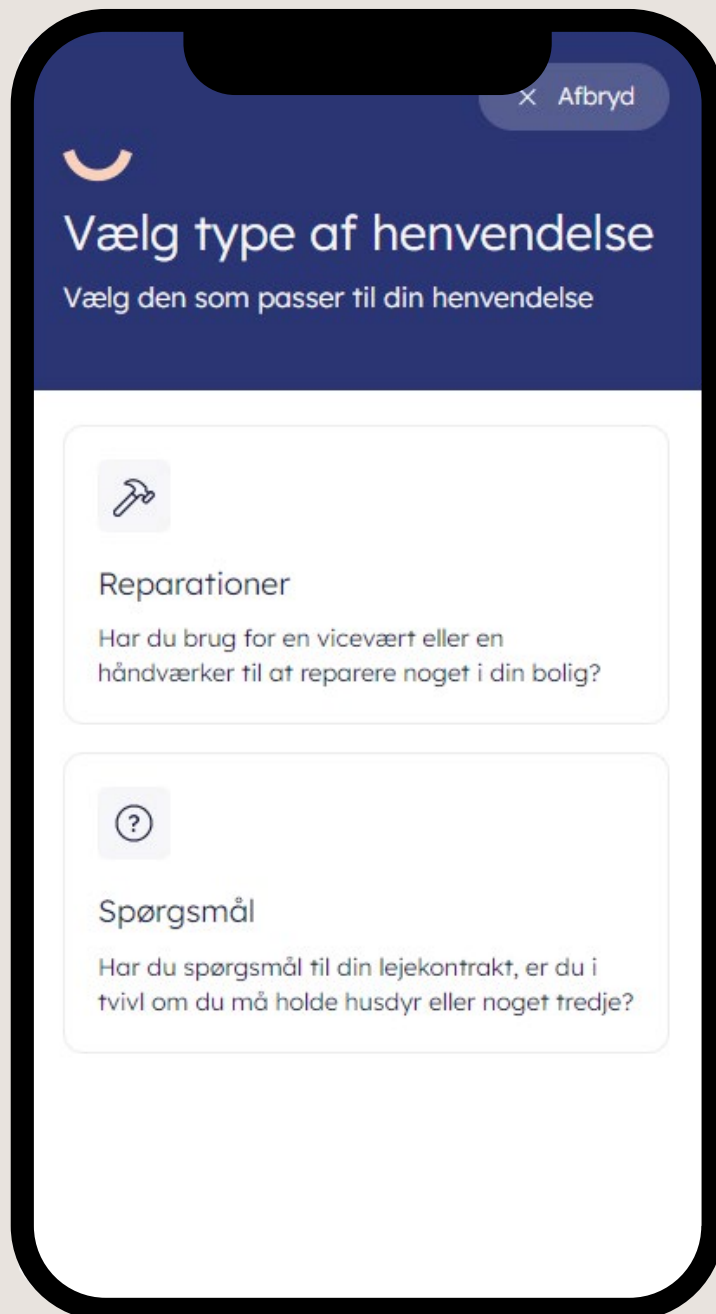 Afbryd
Vælg type af henvendelse
Vælg den som passer til din henvendelse
Reparationer
Har du brug for en vicevært eller en
håndværker til at reparere noget i din bolig?
?
Spørgsmål
Har du spørgsmål til din lejekontrakt, er du i
tvivl om du må holde husdyr eller noget tredje?